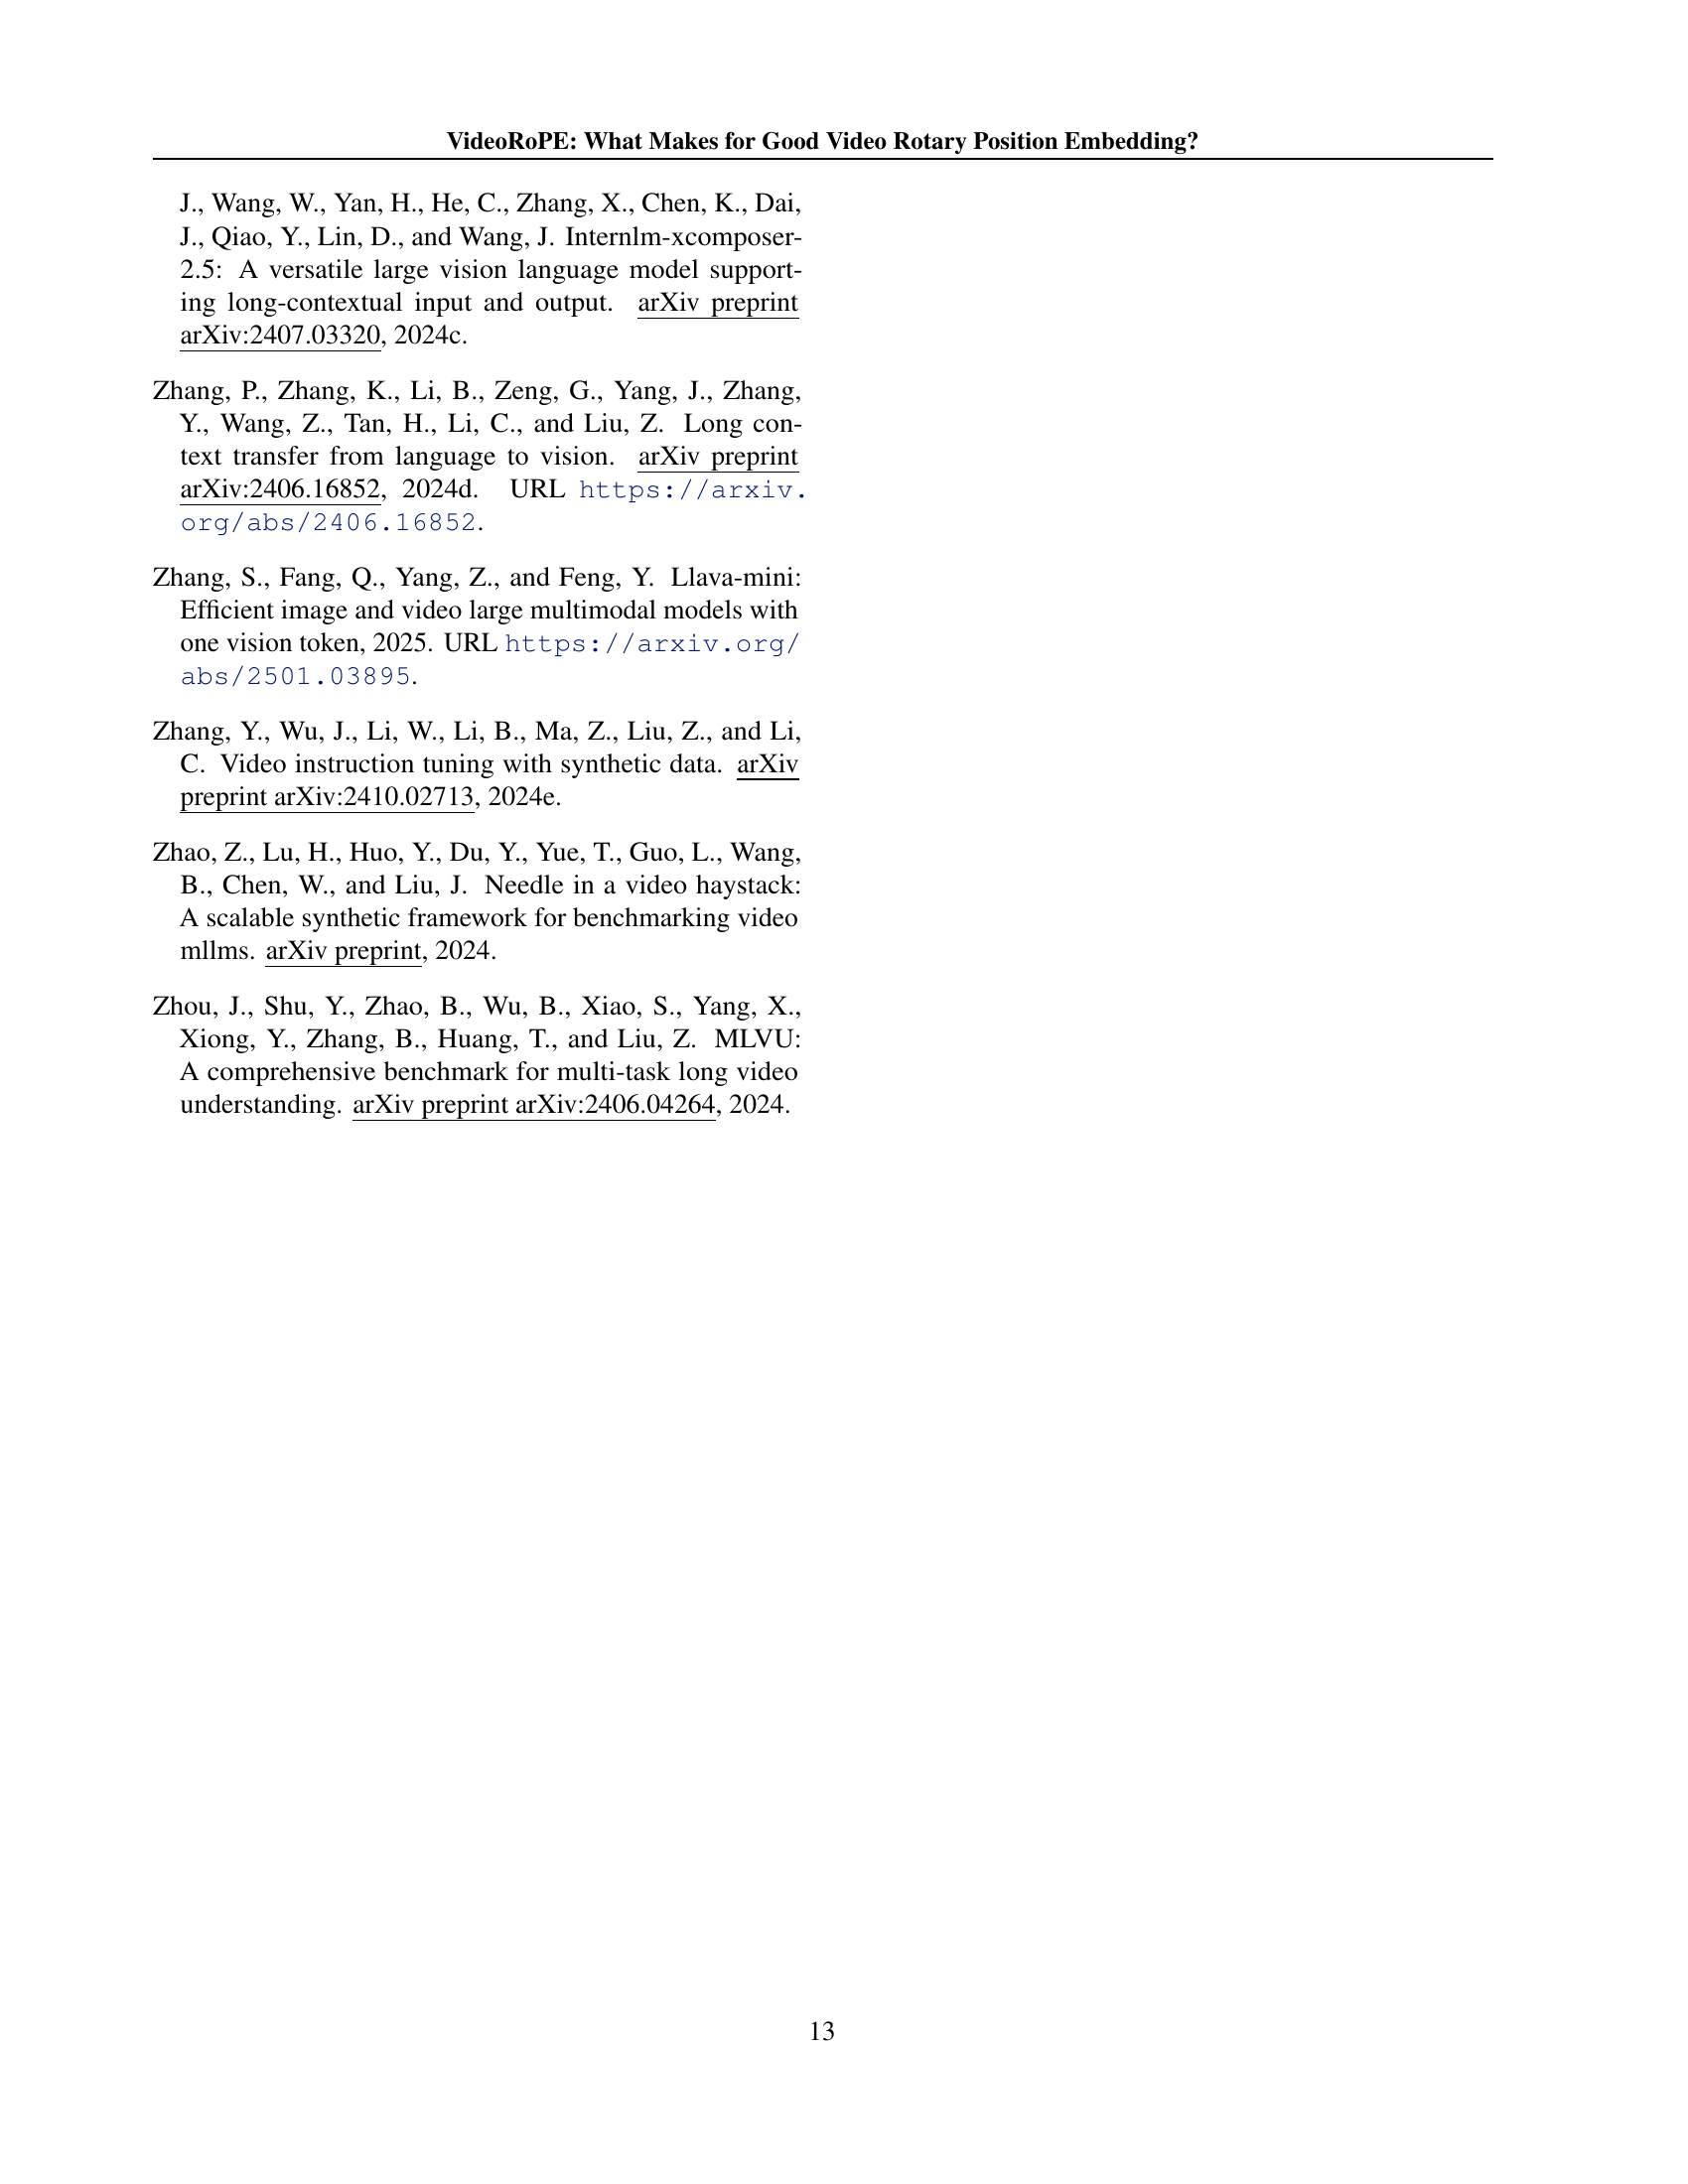 VideoRoPE: What Makes for Good Video Rotary Position Embedding?
J., Wang, W., Yan, H., He, C., Zhang, X., Chen, K., Dai,
J., Qiao, Y., Lin, D., and Wang, J. Internlm-xcomposer-
2.5: A versatile large vision language model support-
ing long-contextual input and output. arXiv preprint
arXiv:2407.03320, 2024c.
Zhang, P., Zhang, K., Li, B., Zeng, G., Yang, J., Zhang,
Y., Wang, Z., Tan, H., Li, C., and Liu, Z. Long con-
text transfer from language to vision. arXiv preprint
arXiv:2406.16852, 2024d. URL https://arxiv.
org/abs/2406.16852.
Zhang, S., Fang, Q., Yang, Z., and Feng, Y. Llava-mini:
Efficient image and video large multimodal models with
one vision token, 2025. URL https://arxiv.org/
abs/2501.03895.
Zhang, Y., Wu, J., Li, W., Li, B., Ma, Z., Liu, Z., and Li,
C. Video instruction tuning with synthetic data. arXiv
preprint arXiv:2410.02713, 2024e.
Zhao, Z., Lu, H., Huo, Y., Du, Y., Yue, T., Guo, L., Wang,
B., Chen, W., and Liu, J. Needle in a video haystack:
A scalable synthetic framework for benchmarking video
mllms. arXiv preprint, 2024.
Zhou, J., Shu, Y., Zhao, B., Wu, B., Xiao, S., Yang, X.,
Xiong, Y., Zhang, B., Huang, T., and Liu, Z. MLVU:
A comprehensive benchmark for multi-task long video
understanding. arXiv preprint arXiv:2406.04264, 2024.
13